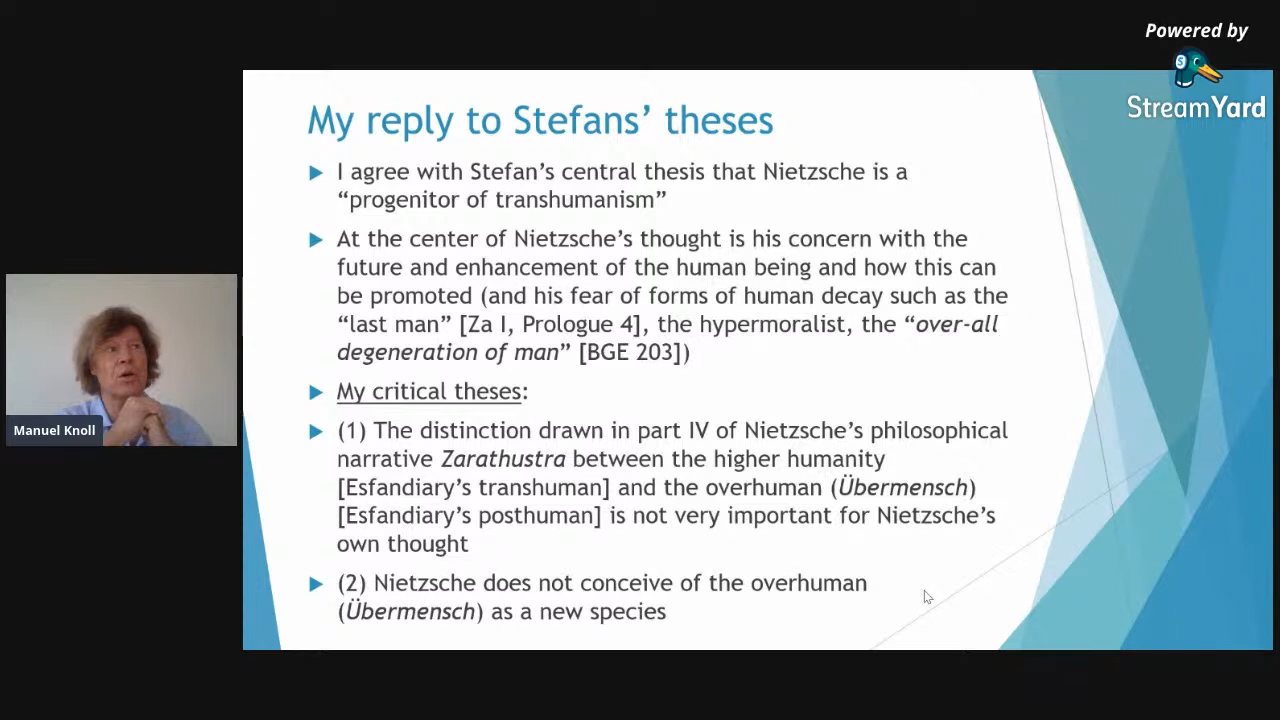 Powered by
StreamYard
My reply to Stefans’ theses
I agree with Stefan’s central thesis that Nietzsche is a
“progenitor of transhumanism”
At the center of Nietzsche’s thought is his concern with the
future and enhancement of the human being and how this can
be promoted (and his fear of forms of human decay such as the
“last man” [Za I, Prologue 4], the hypermoralist, the “over-all
degeneration of man” [BGE 203])
My critical theses:
(1) The distinction drawn in part IV of Nietzsche’s philosophical
narrative Zarathustra between the higher humanity
[Esfandiary’s transhuman] and the overhuman (Übermensch)
[Esfandiary’s posthuman] is not very important for Nietzsche’s
own thought
(2) Nietzsche does not conceive of the overhuman
(Übermensch) as a new species
Manuel Knoll